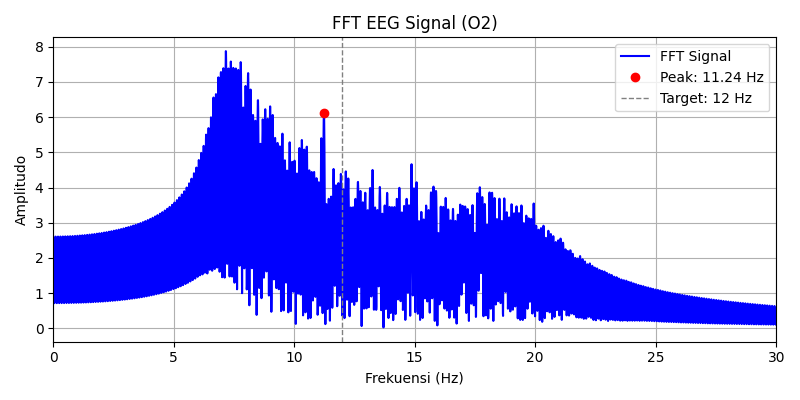 FFT EEG Signal (O2)
FFT Signal
Peak: 11.24 Hz
Target: 12 Hz
Amplitudo
8
7
6
5
4
3
2
1
0
0 5 10 15 20 25 30
Frekuensi (Hz)